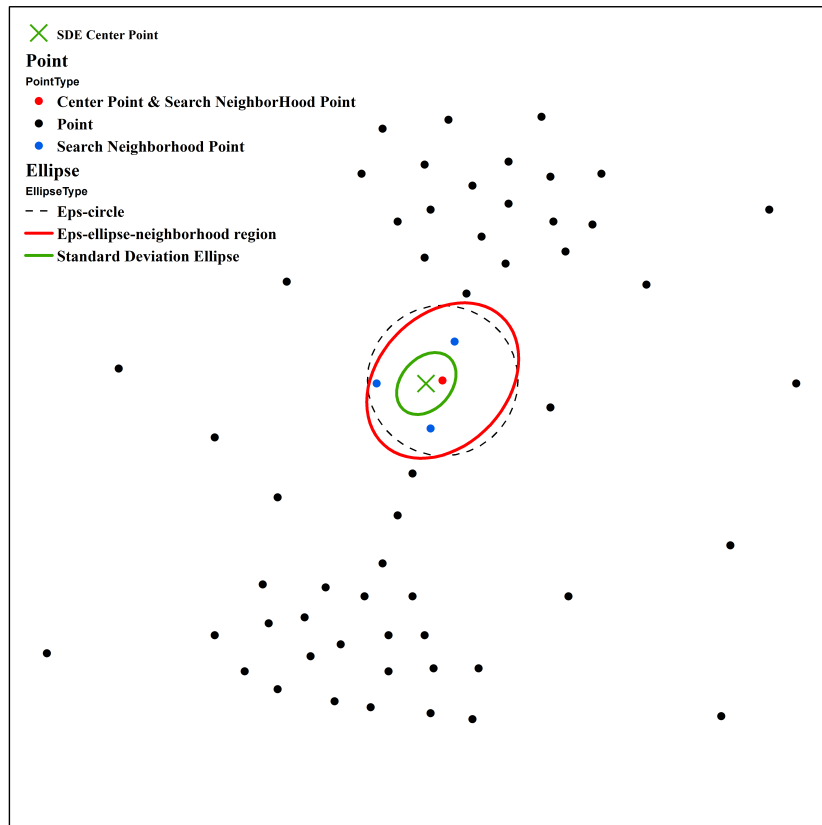 SDE Center Point
Point
PointType
Center Point & Search NeighborHood Point
Point
Search Neighborhood Point
Ellipse
EllipseType
Eps-circle
Eps-ellipse-neighborhood region
Standard Deviation Ellipse